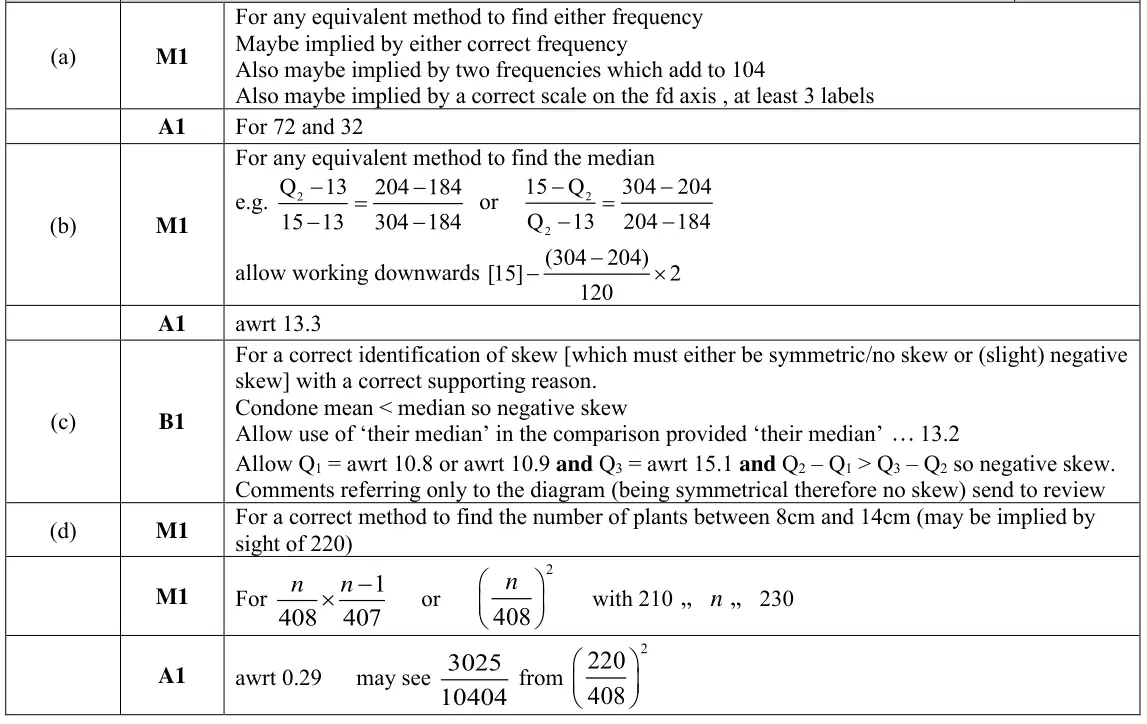 (a) M1 For any equivalent method to find either frequency
Maybe implied by either correct frequency
Also maybe implied by two frequencies which add to 104
Also maybe implied by a correct scale on the fd axis , at least 3 labels
A1 For 72 and 32
(b) M1 For any equivalent method to find the median
e.g. (Q₂ − 13)/(15 − 13) = (204 − 184)/(304 − 184) or (15 − Q₂)/(Q₂ − 13) = (304 − 204)/(204 − 184)
allow working downwards [15] − (304 − 204)/120 × 2
A1 awrt 13.3
(c) B1 For a correct identification of skew [which must either be symmetric/no skew or (slight) negative
skew] with a correct supporting reason.
Condone mean < median so negative skew
Allow use of ‘their median’ in the comparison provided ‘their median’ … 13.2
Allow Q₁ = awrt 10.8 or awrt 10.9 and Q₃ = awrt 15.1 and Q₂ – Q₁ > Q₃ – Q₂ so negative skew.
Comments referring only to the diagram (being symmetrical therefore no skew) send to review
(d) M1 For a correct method to find the number of plants between 8cm and 14cm (may be implied by
sight of 220)
M1 For n/408 × (n − 1)/407 or (n/408)² with 210 ,, n ,, 230
A1 awrt 0.29 may see 3025/10404 from (220/408)²